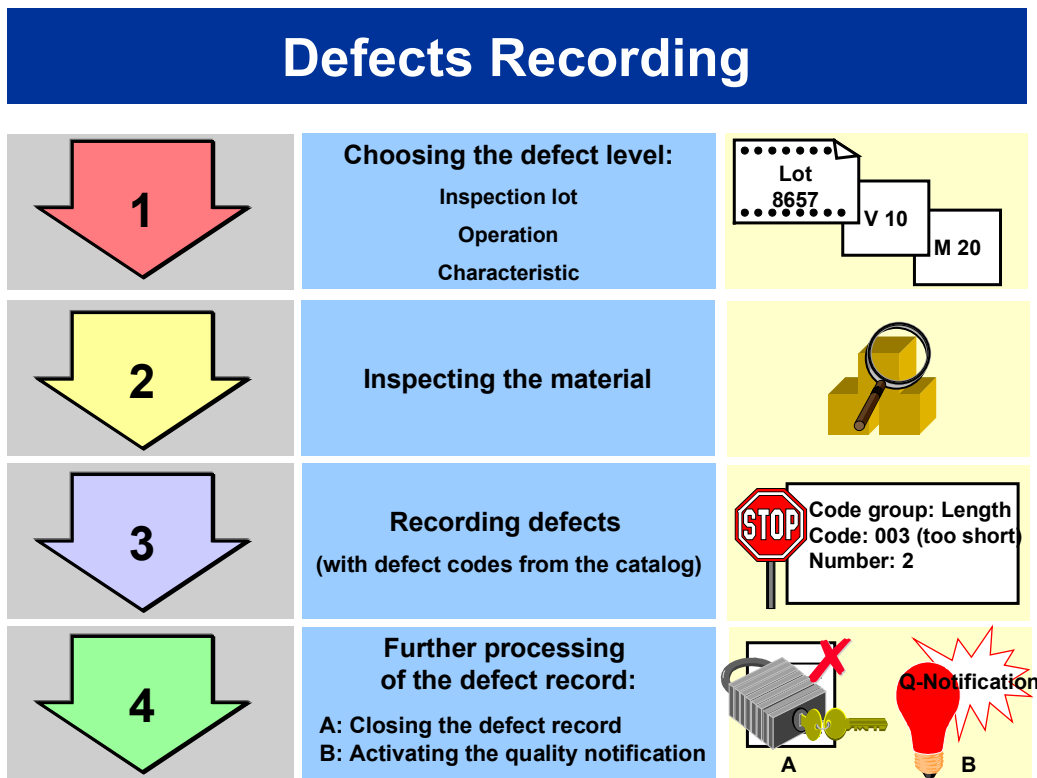 Defects Recording
1
Choosing the defect level:
Inspection lot
Operation
Characteristic
Lot
8657
V 10
M 20
2
Inspecting the material
3
Recording defects
(with defect codes from the catalog)
STOP
Code group: Length
Code: 003 (too short)
Number: 2
4
Further processing
of the defect record:
A: Closing the defect record
B: Activating the quality notification
Q-Notification
A
B